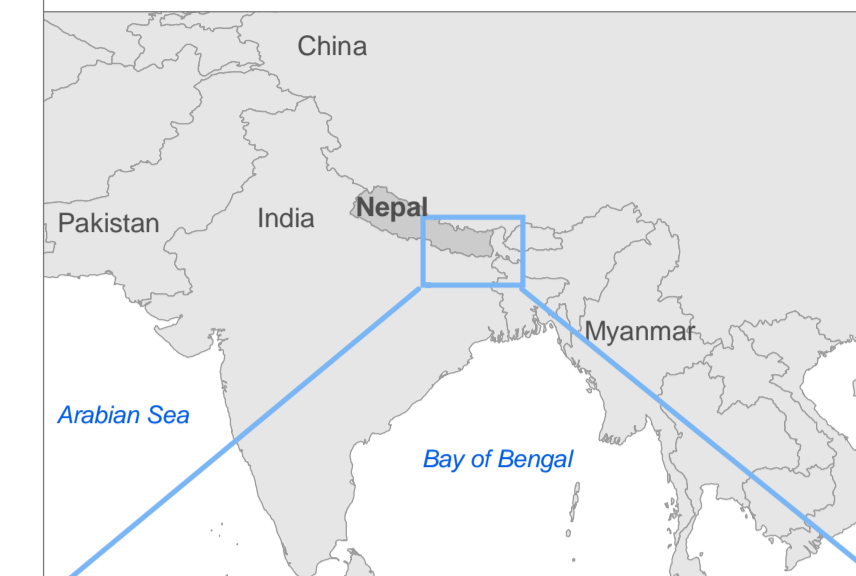 China
Nepal
Pakistan
India
Myanmar
Arabian Sea
Bay of Bengal